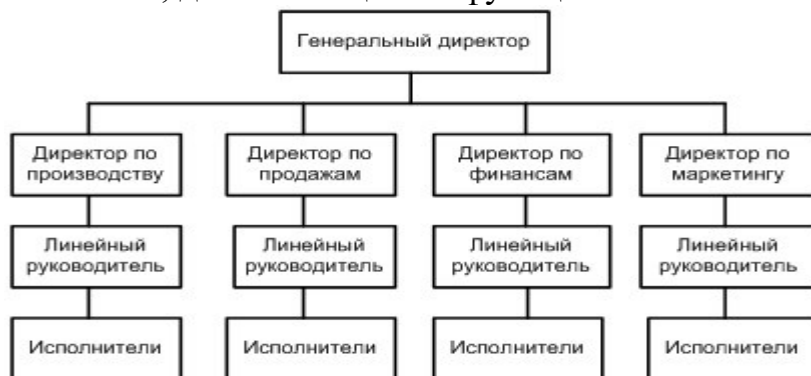 Генеральный директор
Директор по
производству
Директор по
продажам
Директор по
финансам
Директор по
маркетингу
Линейный
руководитель
Линейный
руководитель
Линейный
руководитель
Линейный
руководитель
Исполнители
Исполнители
Исполнители
Исполнители